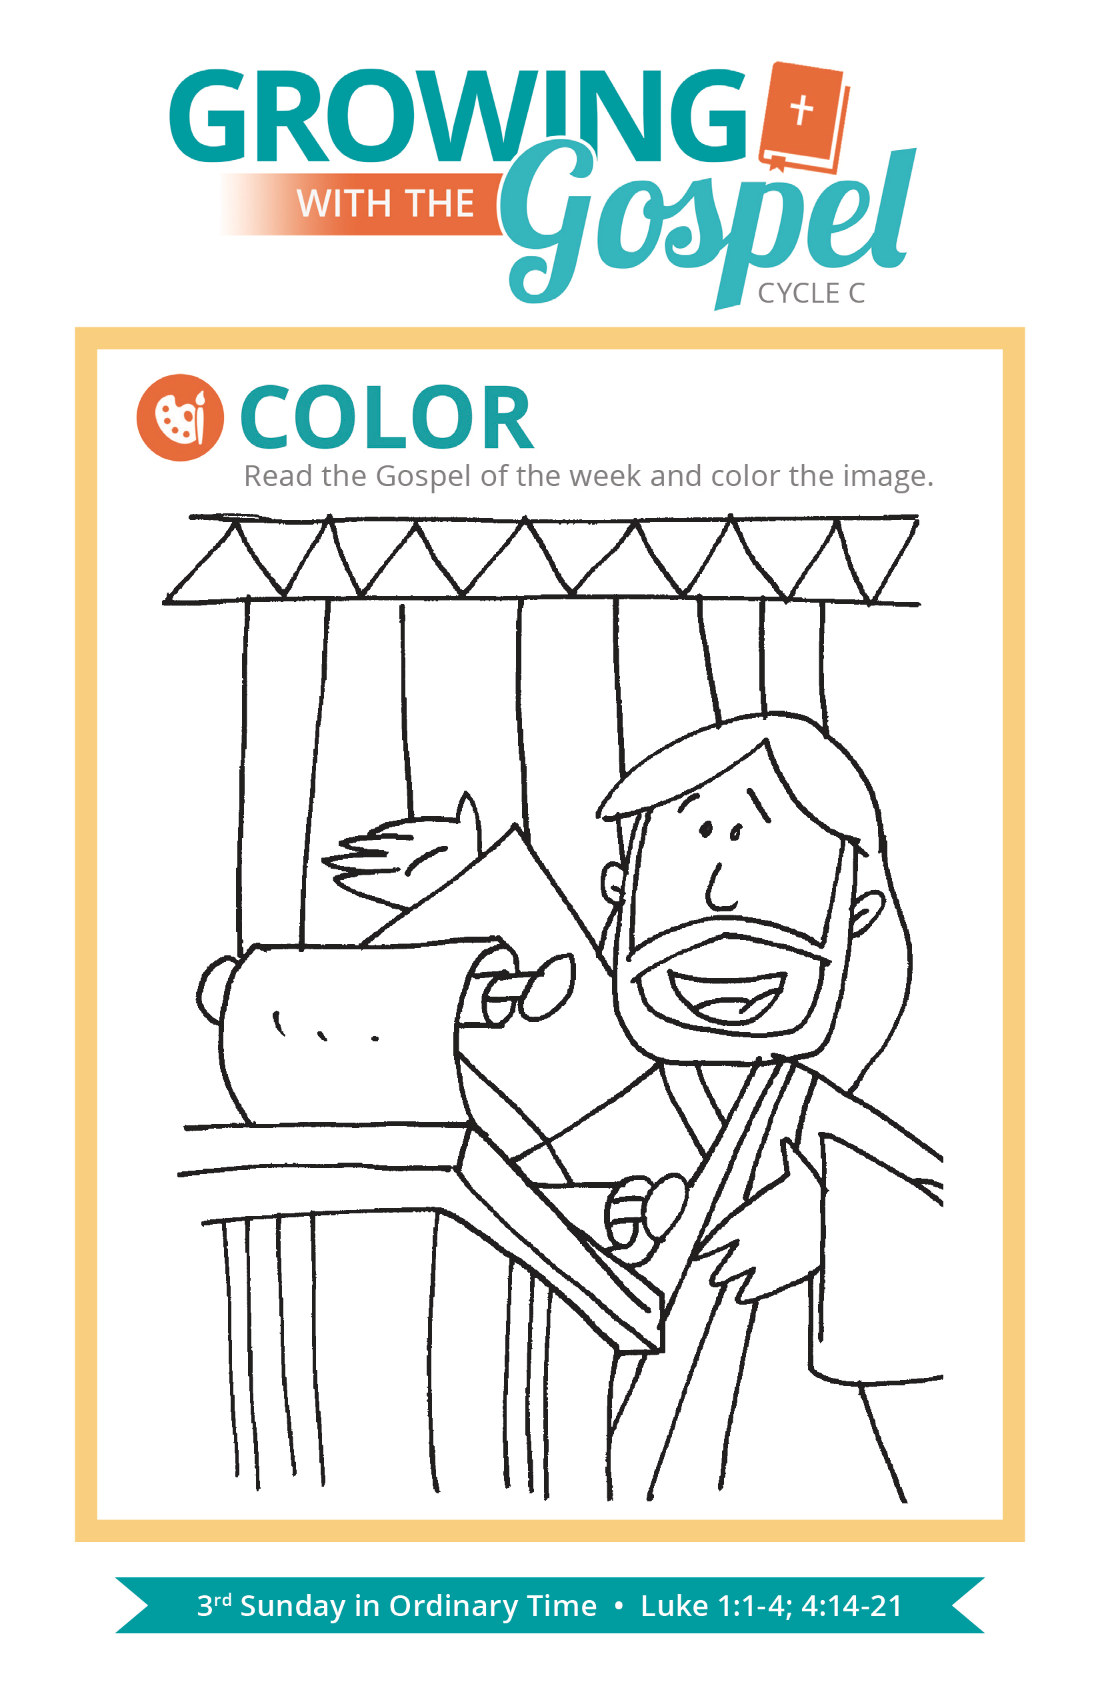 GROWING
WITH THE Gospel
CYCLE C
COLOR
Read the Gospel of the week and color the image.
3rd Sunday in Ordinary Time • Luke 1:1-4; 4:14-21